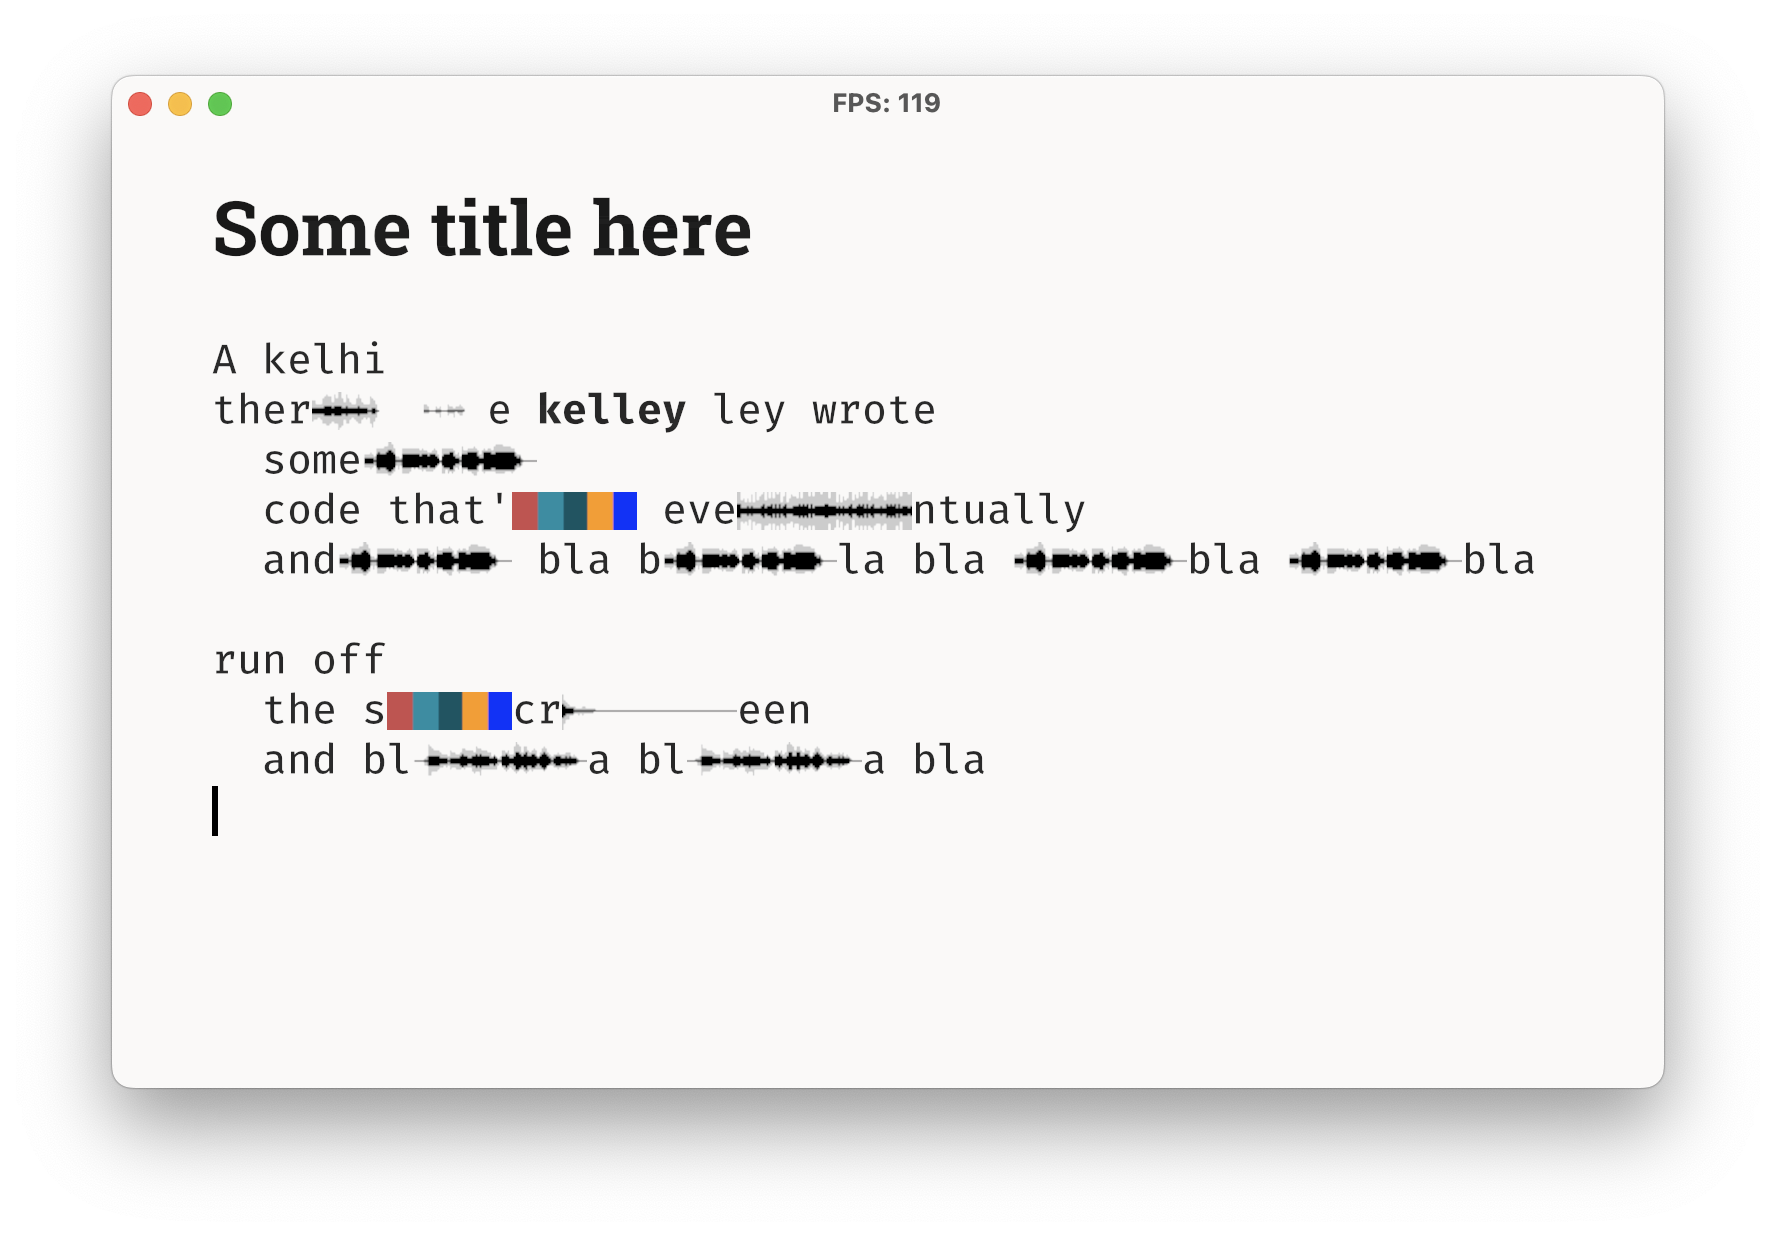 FPS: 119
Some title here
A kelhi
ther e kelley ley wrote
some
code that' eventually
and bla bla bla bla bla
run off
the screen
and bla bla bla